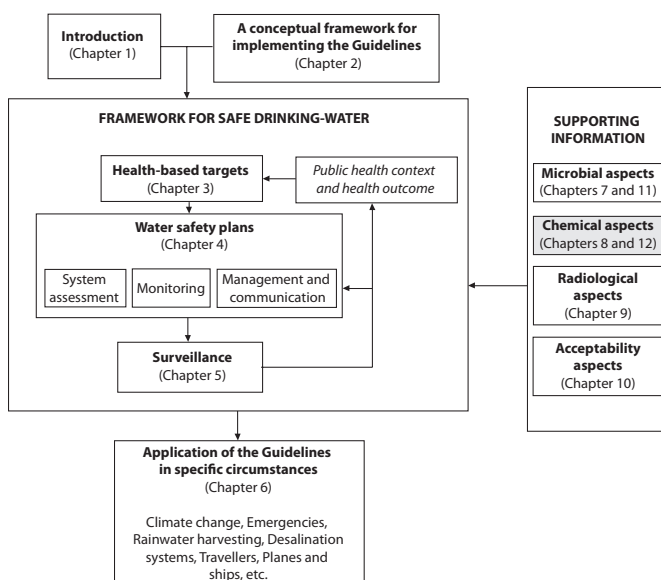 Introduction
(Chapter 1)
A conceptual framework for
implementing the Guidelines
(Chapter 2)
FRAMEWORK FOR SAFE DRINKING-WATER
Health-based targets
(Chapter 3)
Public health context
and health outcome
Water safety plans
(Chapter 4)
System
assessment
Monitoring
Management and
communication
Surveillance
(Chapter 5)
SUPPORTING
INFORMATION
Microbial aspects
(Chapters 7 and 11)
Chemical aspects
(Chapters 8 and 12)
Radiological
aspects
(Chapter 9)
Acceptability
aspects
(Chapter 10)
Application of the Guidelines
in specific circumstances
(Chapter 6)
Climate change, Emergencies,
Rainwater harvesting, Desalination
systems, Travellers, Planes and
ships, etc.